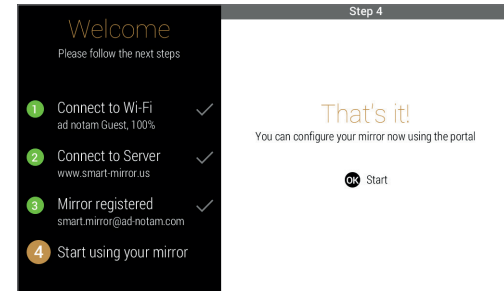 Welcome
Please follow the next steps
1 Connect to Wi-Fi
ad notam Guest, 100%
2 Connect to Server
www.smart-mirror.us
3 Mirror registered
smart.mirror@ad-notam.com
4 Start using your mirror
Step 4
That's it!
You can configure your mirror now using the portal
OK Start